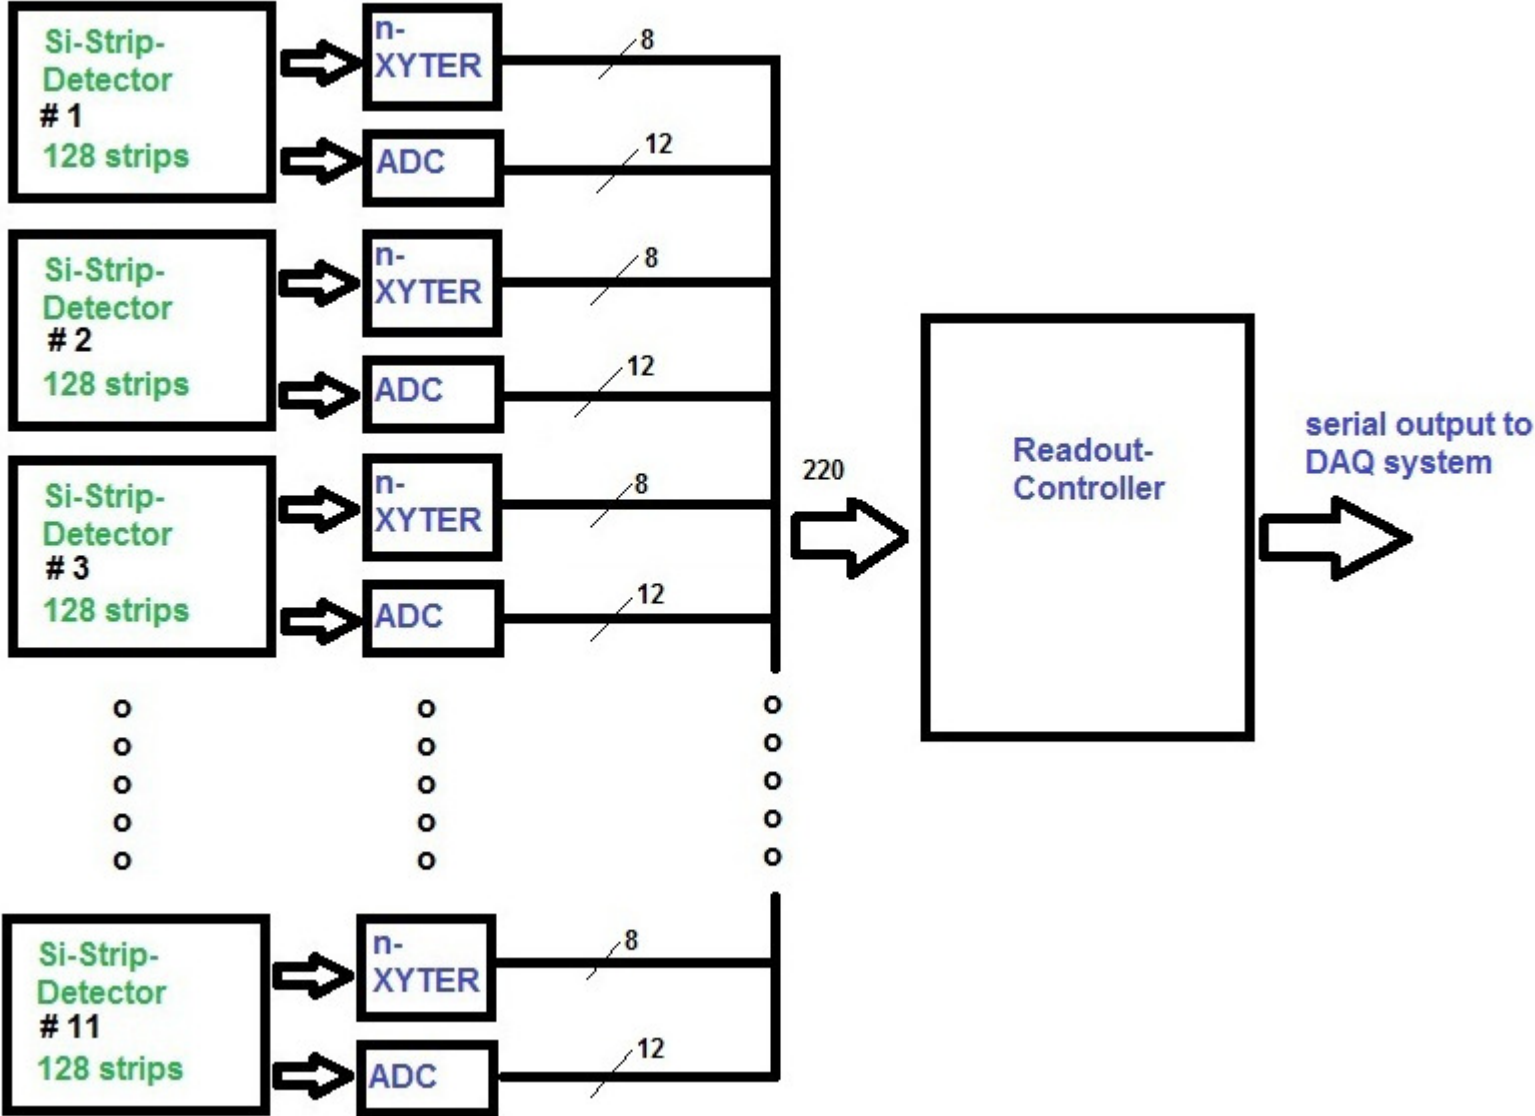 Si-Strip-
Detector
# 1
128 strips
n-
XYTER
8
ADC
12
Si-Strip-
Detector
# 2
128 strips
n-
XYTER
8
ADC
12
Si-Strip-
Detector
# 3
128 strips
n-
XYTER
8
ADC
12
220
Readout-
Controller
serial output to
DAQ system
Si-Strip-
Detector
# 11
128 strips
n-
XYTER
8
ADC
12